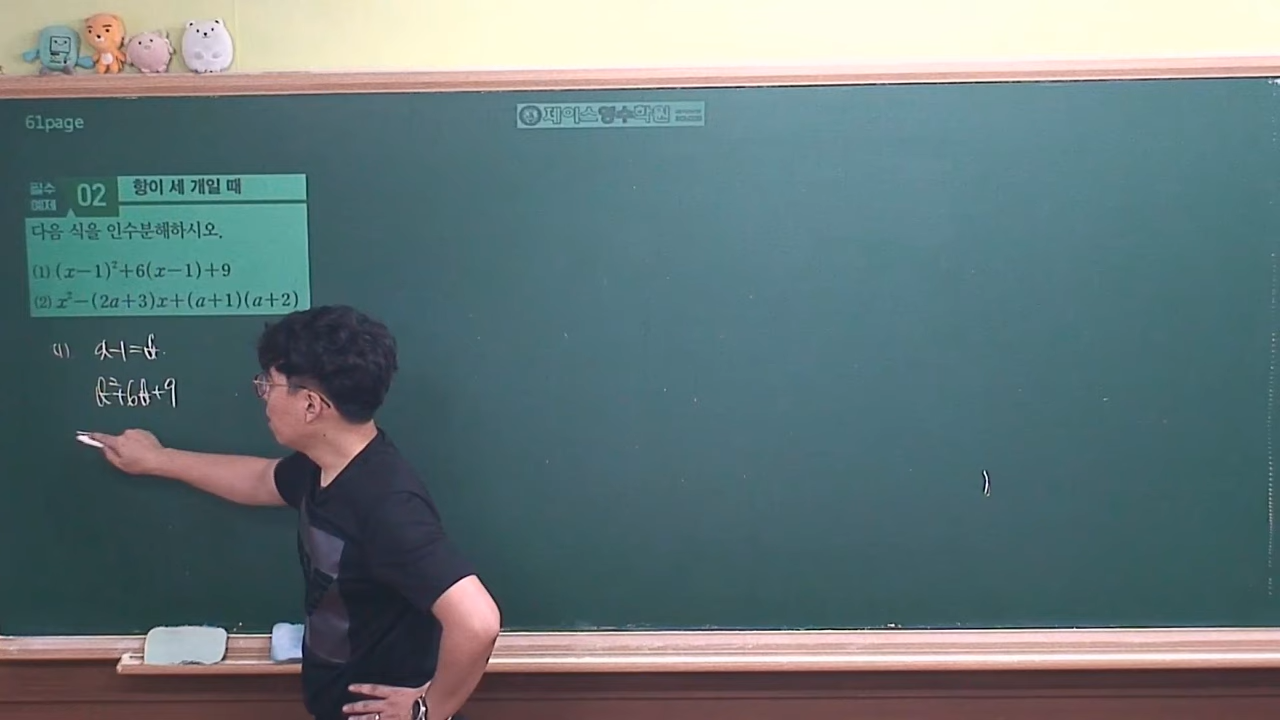 61page
제이스영수학원
필수 예제 02 항이 세 개일 때
다음 식을 인수분해하시오.
(1) (x−1)²+6(x−1)+9
(2) x²−(2a+3)x+(a+1)(a+2)
(1) x-1=A.
A²+6A+9